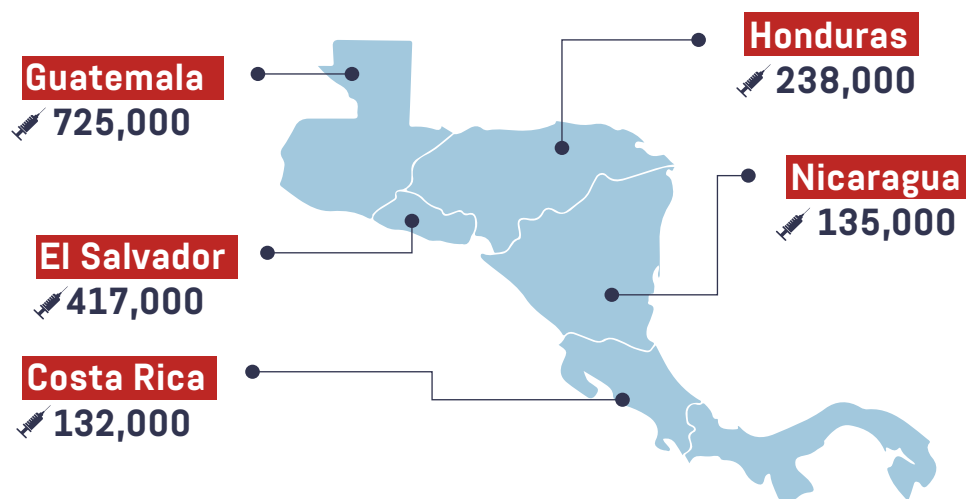 Guatemala
725,000
El Salvador
417,000
Costa Rica
132,000
Honduras
238,000
Nicaragua
135,000